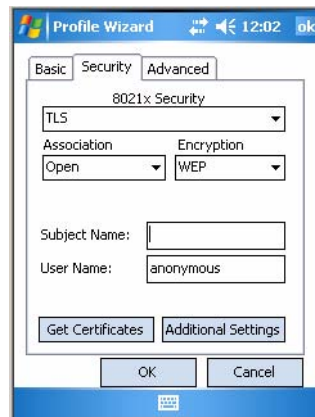 Profile Wizard 12:02 ok
Basic Security Advanced
8021x Security
TLS
Association Encryption
Open WEP
Subject Name:
User Name: anonymous
Get Certificates Additional Settings
OK Cancel